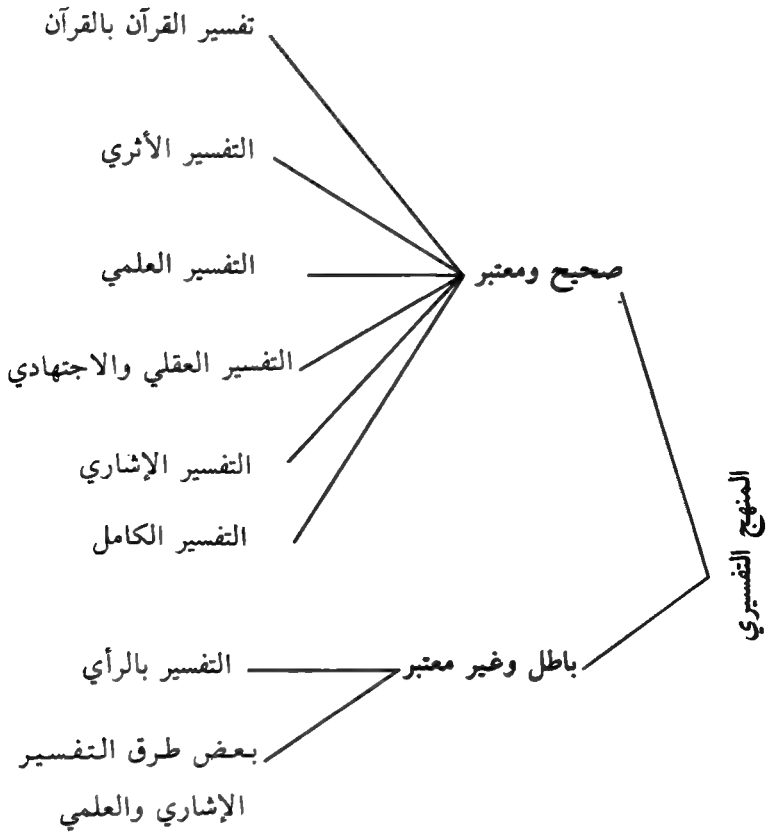 المنهج التفسيري
صحيح ومعتبر
تفسير القرآن بالقرآن
التفسير الأثري
التفسير العلمي
التفسير العقلي والاجتهادي
التفسير الإشاري
التفسير الكامل
باطل وغير معتبر
التفسير بالرأي
بعض طرق التفسير
الإشاري والعلمي